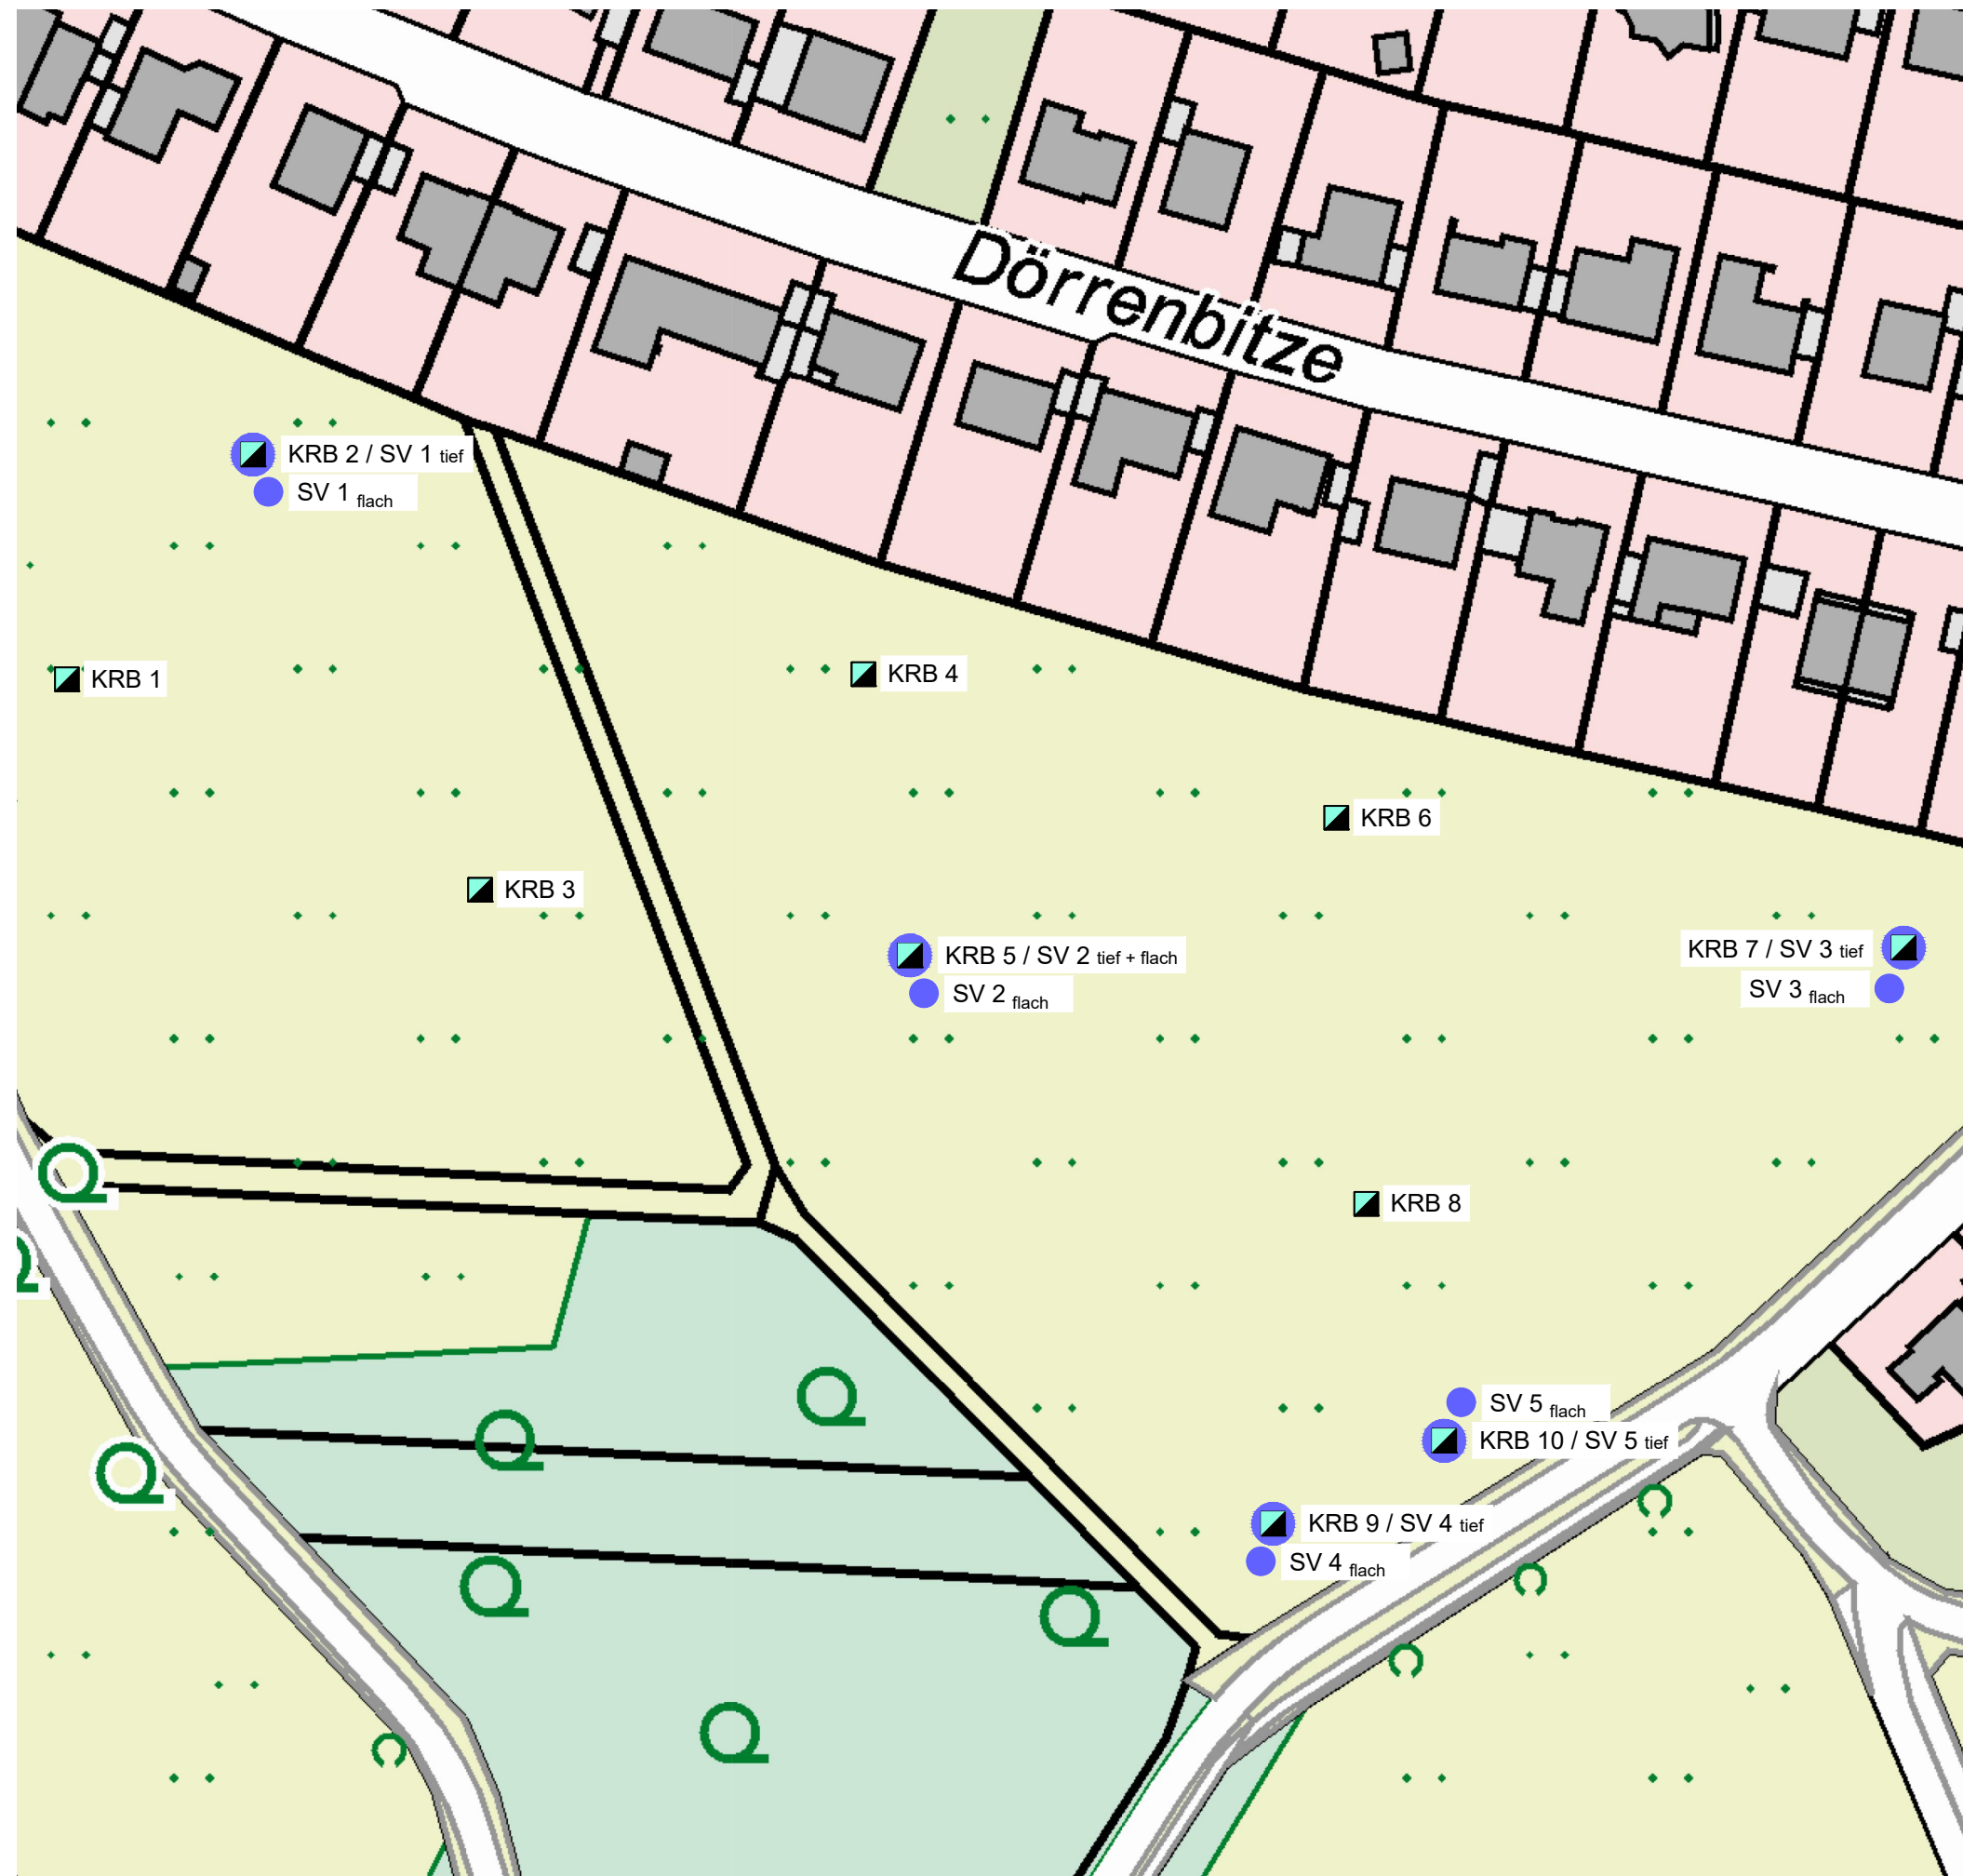 Dörrenbitze
KRB 2 / SV 1 tief
SV 1 flach
KRB 1
KRB 4
KRB 6
KRB 3
KRB 5 / SV 2 tief + flach
SV 2 flach
KRB 7 / SV 3 tief
SV 3 flach
KRB 8
SV 5 flach
KRB 10 / SV 5 tief
KRB 9 / SV 4 tief
SV 4 flach